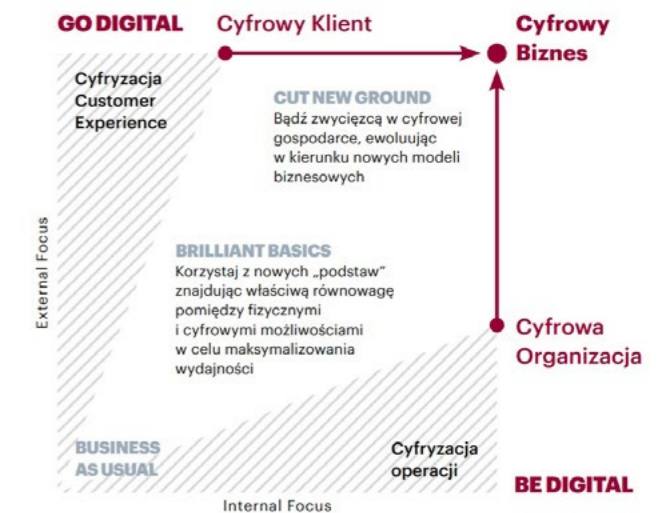 GO DIGITAL
Cyfrowy Klient
Cyfrowy
Biznes
Cyfryzacja
Customer
Experience
CUT NEW GROUND
Bądź zwycięzcą w cyfrowej
gospodarce, ewoluując
w kierunku nowych modeli
biznesowych
External Focus
BRILLIANT BASICS
Korzystaj z nowych „podstaw”
znajdując właściwą równowagę
pomiędzy fizycznymi
i cyfrowymi możliwościami
w celu maksymalizowania
wydajności
Cyfrowa
Organizacja
BUSINESS
AS USUAL
Cyfryzacja
operacji
BE DIGITAL
Internal Focus